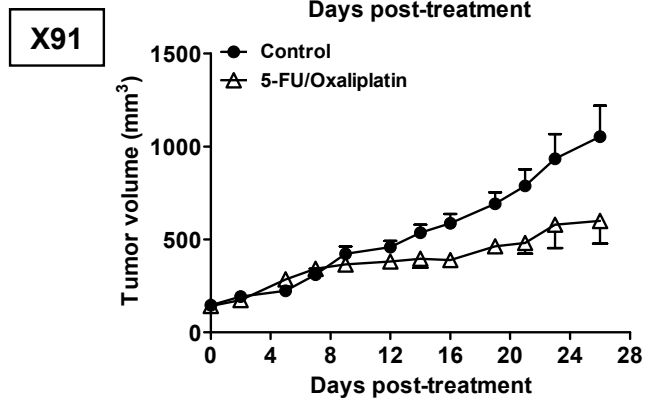 Days post-treatment
X91
Control
5-FU/Oxaliplatin
Tumor volume (mm³)
1500
1000
500
0
0 4 8 12 16 20 24 28
Days post-treatment